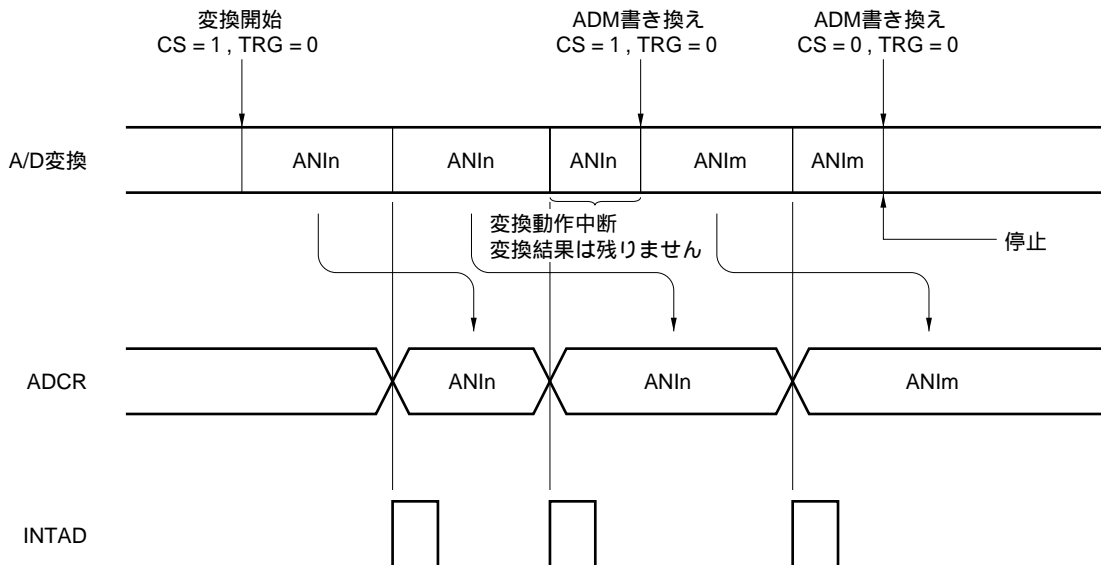 変換開始
CS = 1 , TRG = 0
ADM書き換え
CS = 1 , TRG = 0
ADM書き換え
CS = 0 , TRG = 0
A/D変換
ANIn
ANIn
ANIn
ANIm
ANIm
変換動作中断
変換結果は残りません
停止
ADCR
ANIn
ANIn
ANIm
INTAD